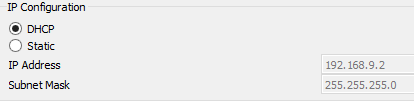 IP Configuration
DHCP
Static
IP Address 192.168.9.2
Subnet Mask 255.255.255.0